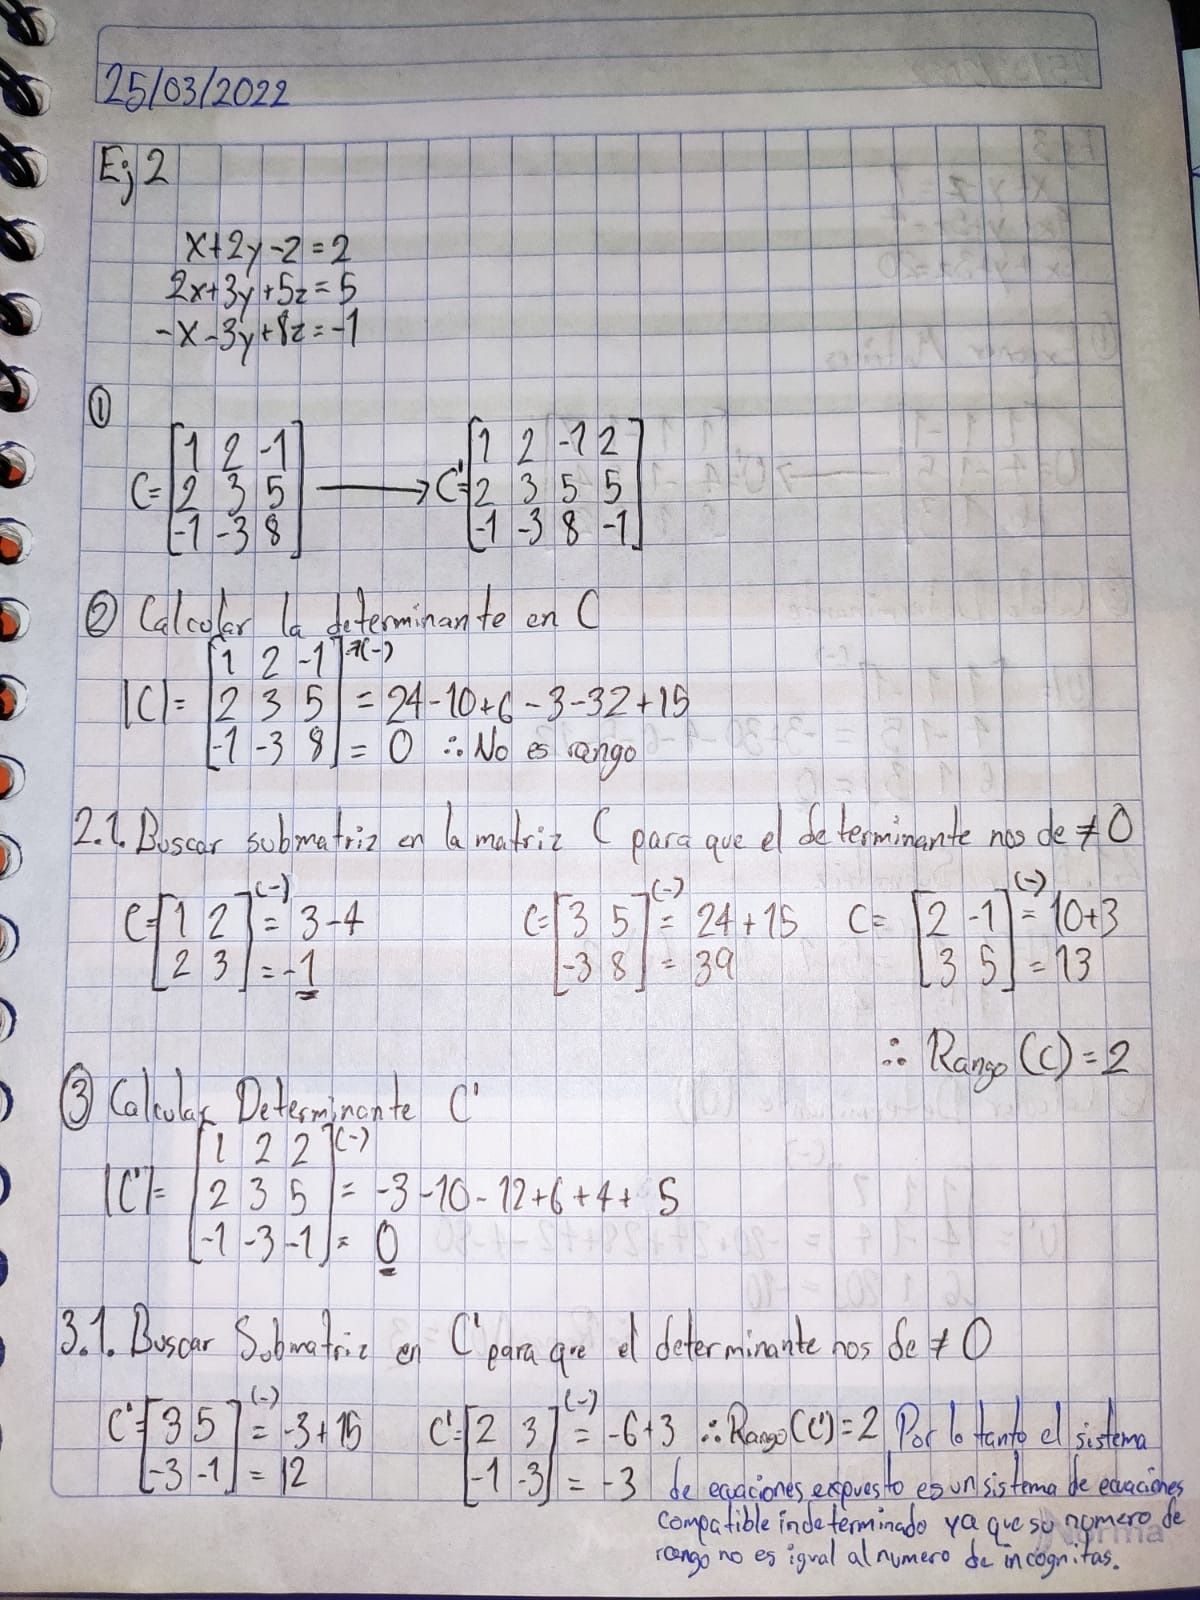 25/03/2022
Ej 2
x+2y-z=2
2x+3y+5z=5
-x-3y+8z=-1
①
C=[1 2 -1 → C'=[1 2 -1 2
2 3 5 2 3 5 5
-1 -3 8] -1 -3 8 -1]
② Calcular la determinante en C
|C|= [1 2 -1 →(-)
2 3 5 = 24-10+6-3-32+15
-1 -3 8] = 0 ∴ No es rango
2.1. Buscar submatriz en la matriz C para que el determinante nos de ≠0
C=[1 2 (-) = 3-4 C=[3 5 (-) = 24+15 C= [2 -1 (-) = 10+3
2 3] = -1 -3 8] = 39 3 5] = 13
∴ Rango (C) = 2
③ Calcular Determinante C'
|C'|= [1 2 2 (-)
2 3 5 = -3-10-12+6+4+ 5
-1 -3 -1] = 0
3.1. Buscar Submatriz en C' para que el determinante nos de ≠ 0
C'=[3 5 (-) = -3+15 C'=[2 3 (-) = -6+3 ∴ Rango (C')=2 Por lo tanto el sistema
-3 -1] = 12 -1 -3] = -3 de ecuaciones expuesto es un sistema de ecuaciones
compatible indeterminado ya que su numero de
rango no es igual al numero de incognitas.
Norma